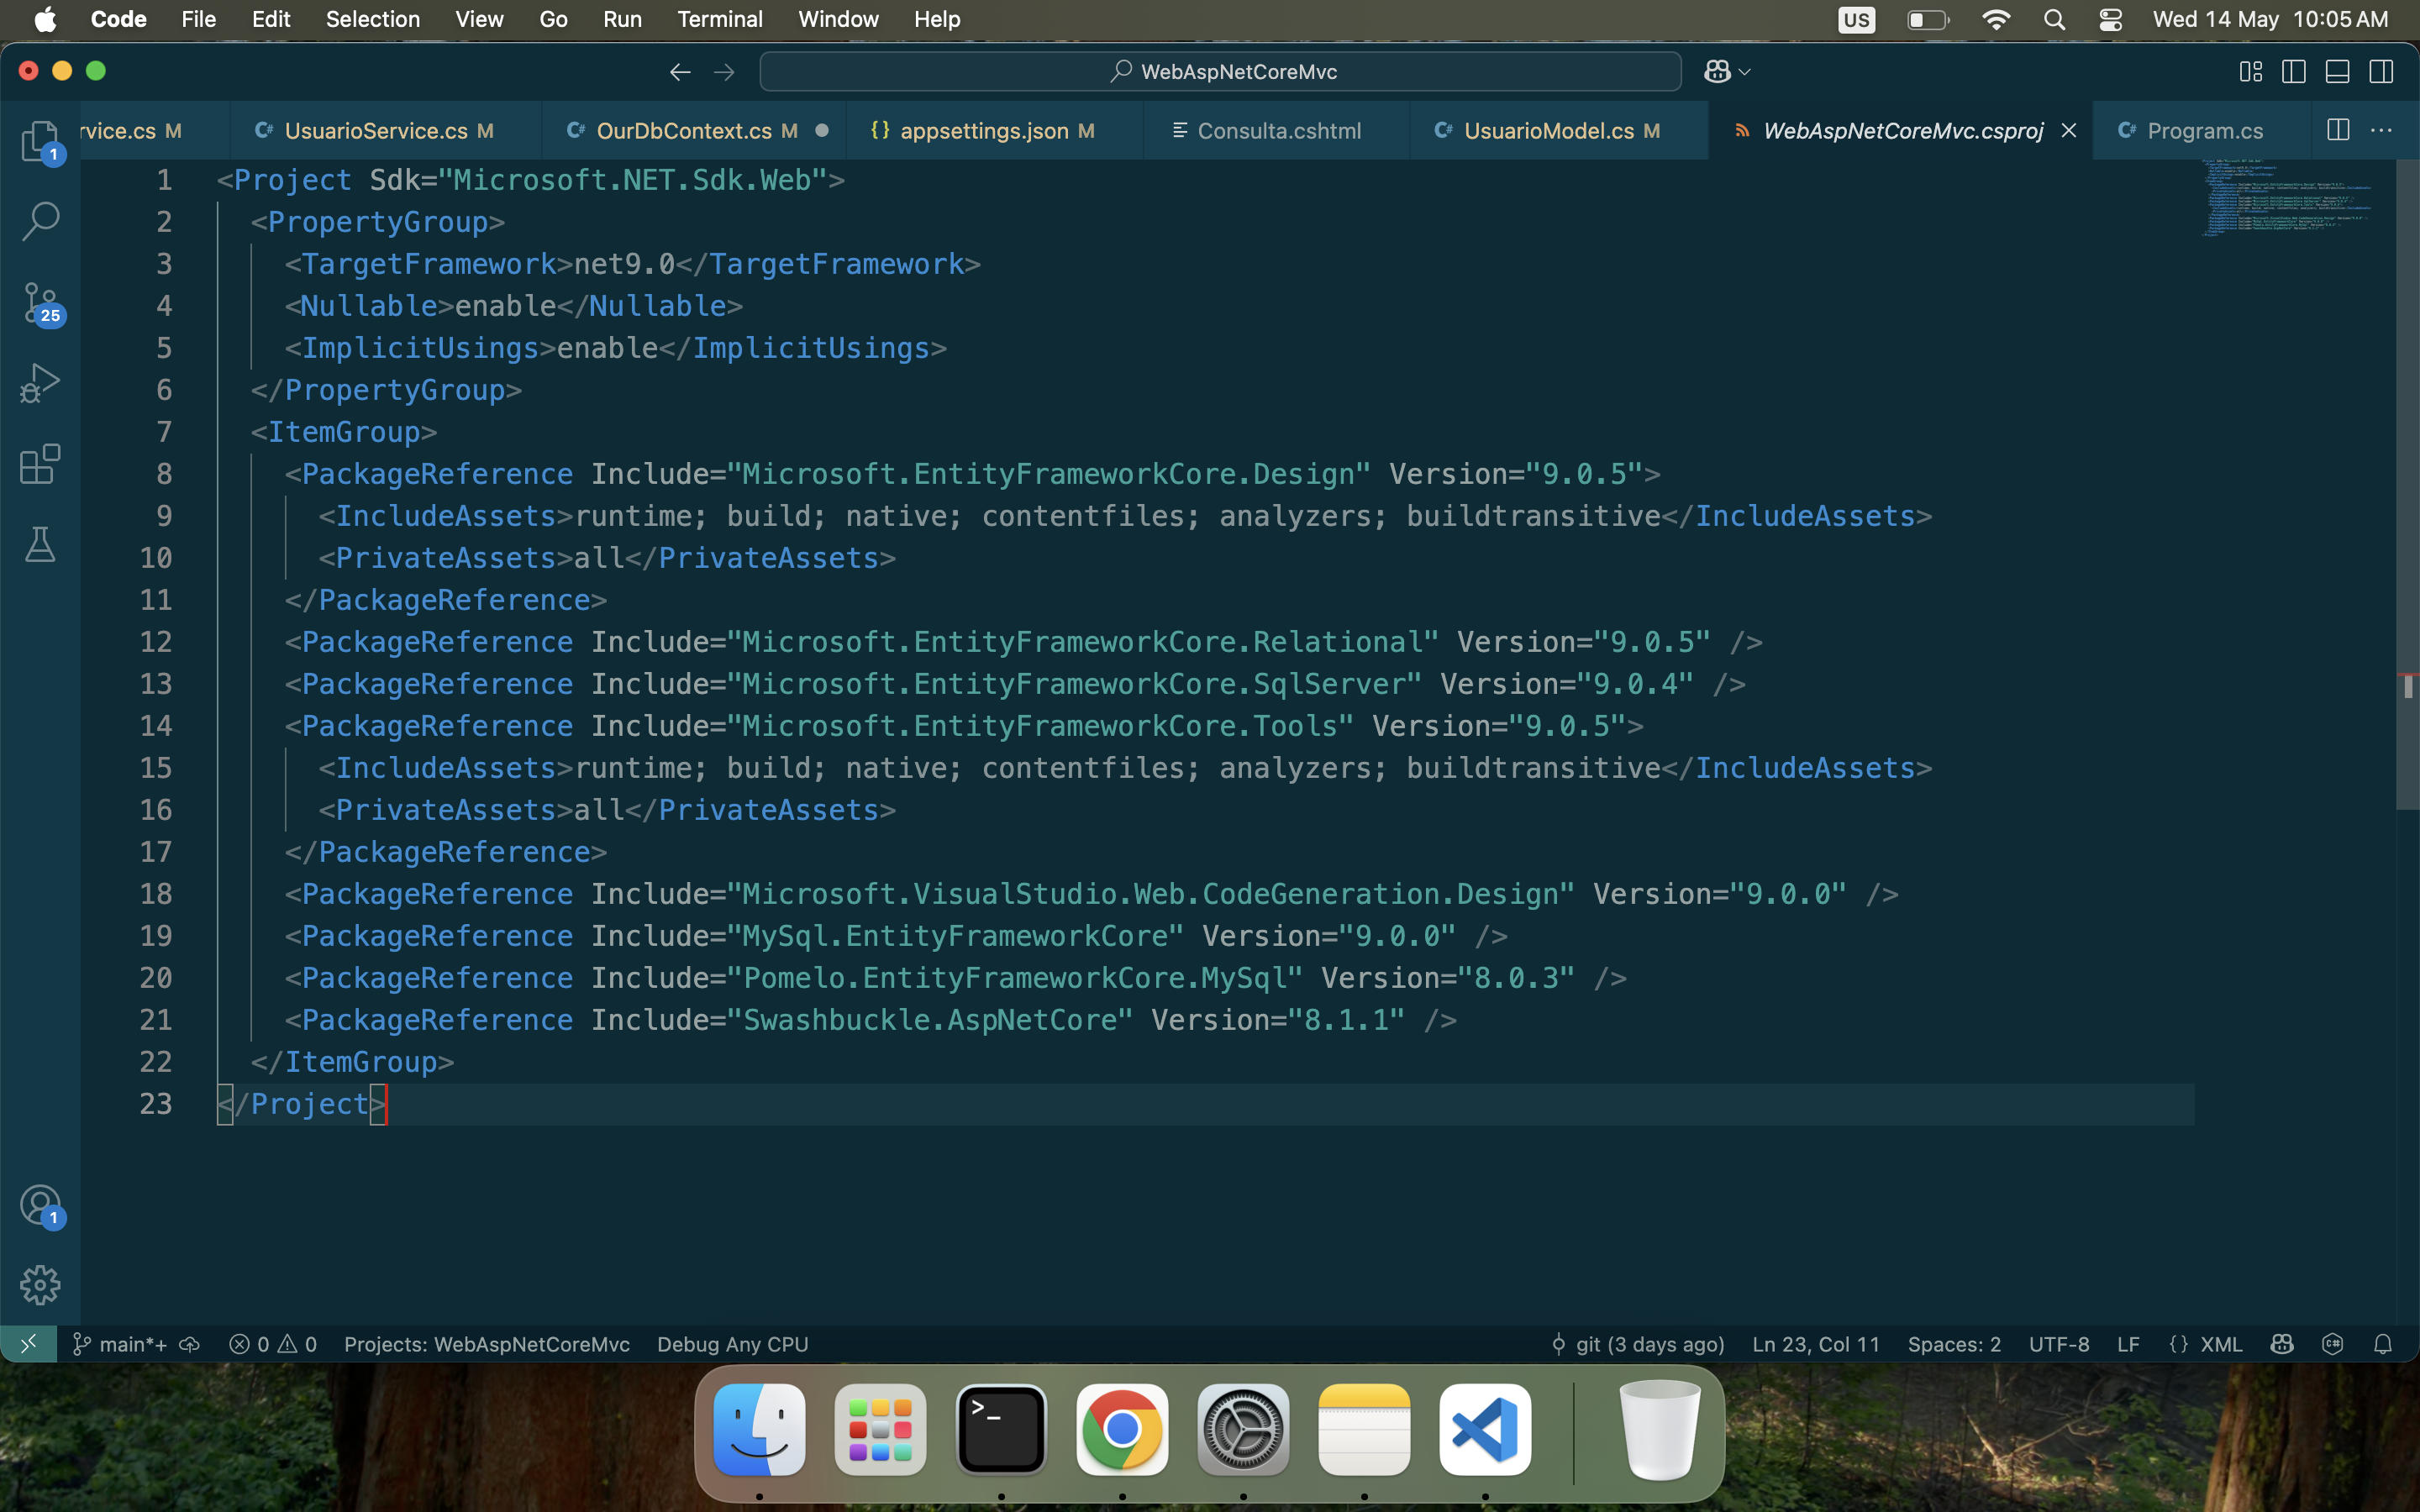 Code File Edit Selection View Go Run Terminal Window Help US Wed 14 May 10:05 AM
WebAspNetCoreMvc
rvice.cs M UsuarioService.cs M OurDbContext.cs M {} appsettings.json M Consulta.cshtml UsuarioModel.cs M WebAspNetCoreMvc.csproj Program.cs
1 <Project Sdk="Microsoft.NET.Sdk.Web">
2 <PropertyGroup>
3 <TargetFramework>net9.0</TargetFramework>
4 <Nullable>enable</Nullable>
5 <ImplicitUsings>enable</ImplicitUsings>
6 </PropertyGroup>
7 <ItemGroup>
8 <PackageReference Include="Microsoft.EntityFrameworkCore.Design" Version="9.0.5">
9 <IncludeAssets>runtime; build; native; contentfiles; analyzers; buildtransitive</IncludeAssets>
10 <PrivateAssets>all</PrivateAssets>
11 </PackageReference>
12 <PackageReference Include="Microsoft.EntityFrameworkCore.Relational" Version="9.0.5" />
13 <PackageReference Include="Microsoft.EntityFrameworkCore.SqlServer" Version="9.0.4" />
14 <PackageReference Include="Microsoft.EntityFrameworkCore.Tools" Version="9.0.5">
15 <IncludeAssets>runtime; build; native; contentfiles; analyzers; buildtransitive</IncludeAssets>
16 <PrivateAssets>all</PrivateAssets>
17 </PackageReference>
18 <PackageReference Include="Microsoft.VisualStudio.Web.CodeGeneration.Design" Version="9.0.0" />
19 <PackageReference Include="MySql.EntityFrameworkCore" Version="9.0.0" />
20 <PackageReference Include="Pomelo.EntityFrameworkCore.MySql" Version="8.0.3" />
21 <PackageReference Include="Swashbuckle.AspNetCore" Version="8.1.1" />
22 </ItemGroup>
23 </Project>
1
25
1
main*+ 0 0 Projects: WebAspNetCoreMvc Debug Any CPU git (3 days ago) Ln 23, Col 11 Spaces: 2 UTF-8 LF {} XML